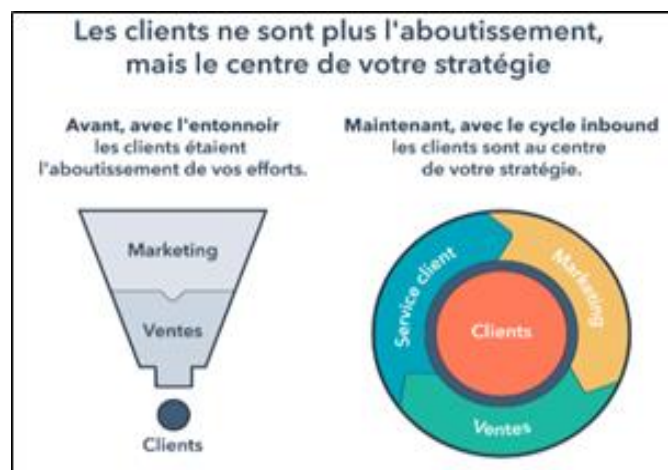 Les clients ne sont plus l'aboutissement,
mais le centre de votre stratégie
Avant, avec l'entonnoir
les clients étaient
l'aboutissement de vos efforts.
Marketing
Ventes
Clients
Maintenant, avec le cycle inbound
les clients sont au centre
de votre stratégie.
Service client
Marketing
Clients
Ventes